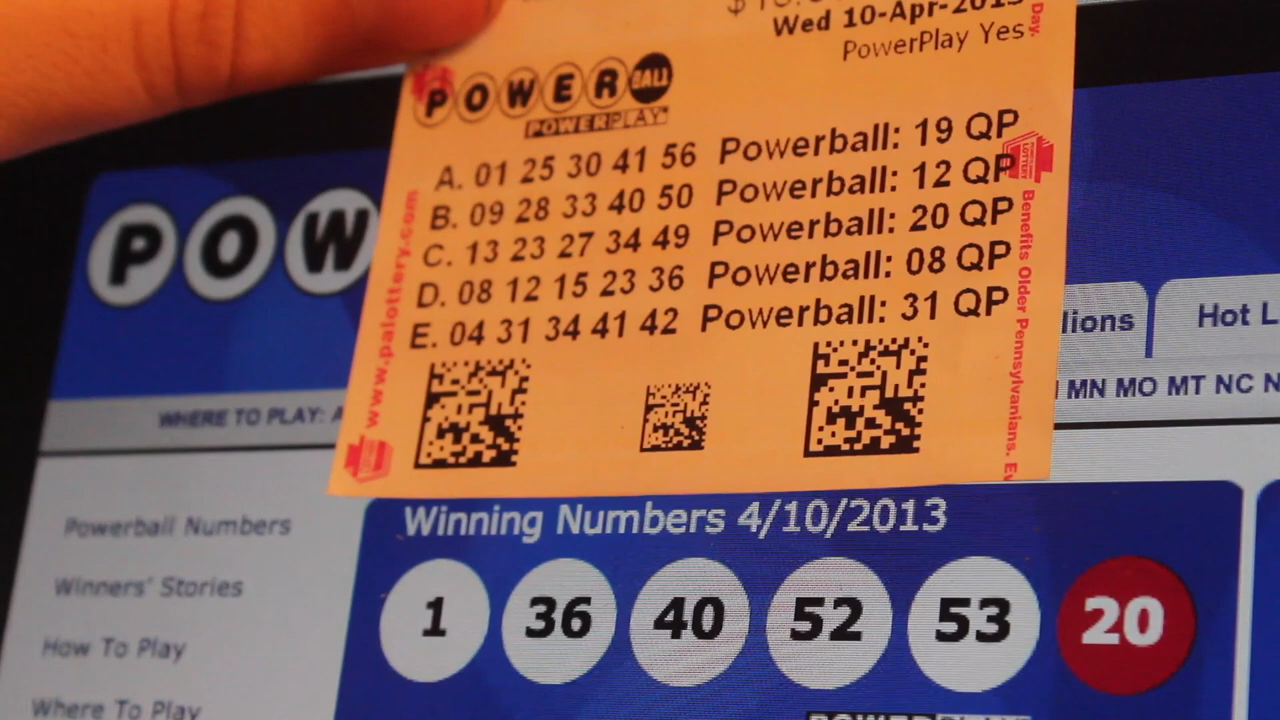 Wed 10-Apr-2013
PowerPlay Yes
POWERBALL
POWERPLAY
A. 01 25 30 41 56 Powerball: 19 QP
B. 09 28 33 40 50 Powerball: 12 QP
C. 13 23 27 34 49 Powerball: 20 QP
D. 08 12 15 23 36 Powerball: 08 QP
E. 04 31 34 41 42 Powerball: 31 QP
www.palottery.com
Benefits Older Pennsylvanians.
Day.
POW
lions
Hot L
WHERE TO PLAY:
MN MO MT NC N
Powerball Numbers
Winners' Stories
How To Play
Where To Play
Winning Numbers 4/10/2013
1 36 40 52 53 20
POWERPLAY